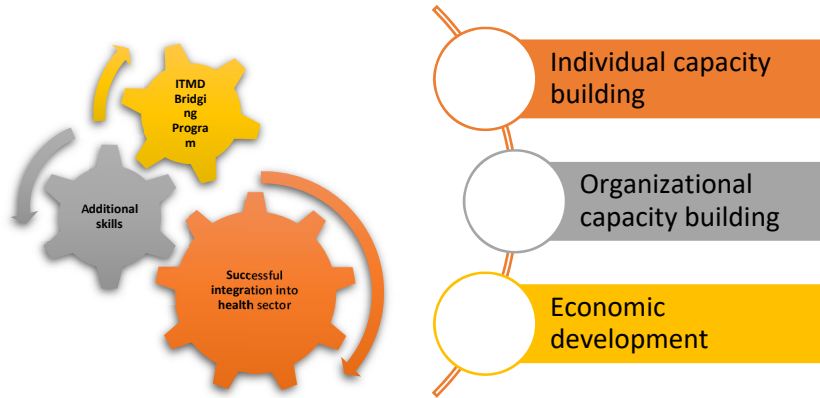 ITMD
Bridgi
ng
Progra
m
Additional
skills
Successful
integration into
health sector
Individual capacity
building
Organizational
capacity building
Economic
development